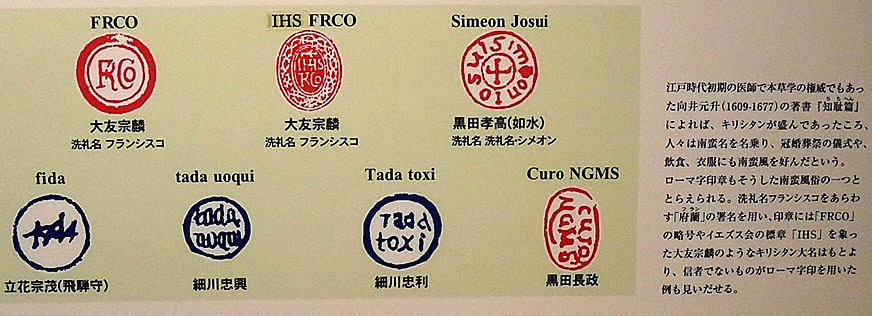 FRCO
IHS FRCO
Simeon Josui
FRCO
IHS
FRCO
simeon josui
大友宗麟
洗礼名 フランシスコ
大友宗麟
洗礼名 フランシスコ
黒田孝高(如水)
洗礼名 洗礼名・シメオン
fida
tada uoqui
Tada toxi
Curo NGMS
tada
uoqui
Tada
toxi
curo
NGMS
立花宗茂(飛騨守)
細川忠興
細川忠利
黒田長政
江戸時代初期の医師で本草学の権威でもあっ
た向井元升(1609-1677)の著書『知耻篇』
によれば、キリシタンが盛んであったころ、
人々は南蛮名を名乗り、冠婚葬祭の儀式や、
飲食、衣服にも南蛮風を好んだという。
ローマ字印章もそうした南蛮風俗の一つと
とらえられる。洗礼名フランシスコをあらわ
す「府蘭」の署名を用い、印章には「FRCO」
の略号やイエズス会の標章「IHS」を象っ
た大友宗麟のようなキリシタン大名はもとよ
り、信者でないものがローマ字印を用いた
例も見いだせる。